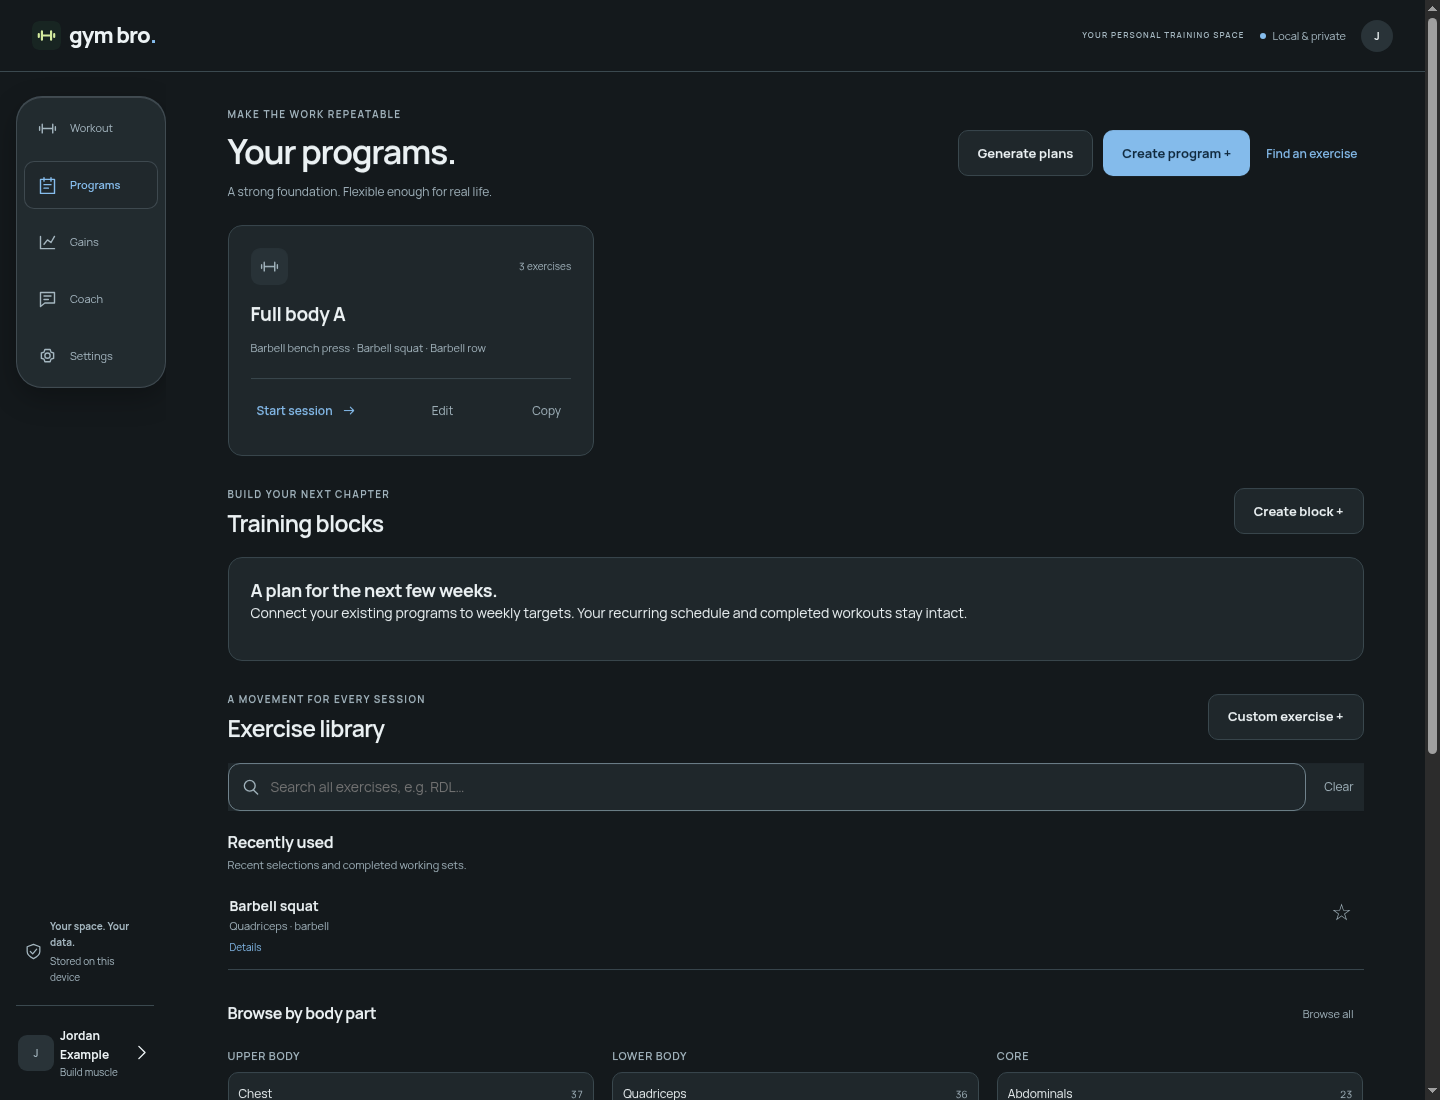 gym bro.
YOUR PERSONAL TRAINING SPACE
Local & private
J
Workout
Programs
Gains
Coach
Settings
Your space. Your
data.
Stored on this
device
J
Jordan
Example
Build muscle
MAKE THE WORK REPEATABLE
Your programs.
A strong foundation. Flexible enough for real life.
Generate plans
Create program +
Find an exercise
3 exercises
Full body A
Barbell bench press · Barbell squat · Barbell row
Start session →
Edit
Copy
BUILD YOUR NEXT CHAPTER
Training blocks
Create block +
A plan for the next few weeks.
Connect your existing programs to weekly targets. Your recurring schedule and completed workouts stay intact.
A MOVEMENT FOR EVERY SESSION
Exercise library
Custom exercise +
Search all exercises, e.g. RDL...
Clear
Recently used
Recent selections and completed working sets.
Barbell squat
Quadriceps · barbell
Details
Browse by body part
Browse all
UPPER BODY
Chest 37
LOWER BODY
Quadriceps 36
CORE
Abdominals 23